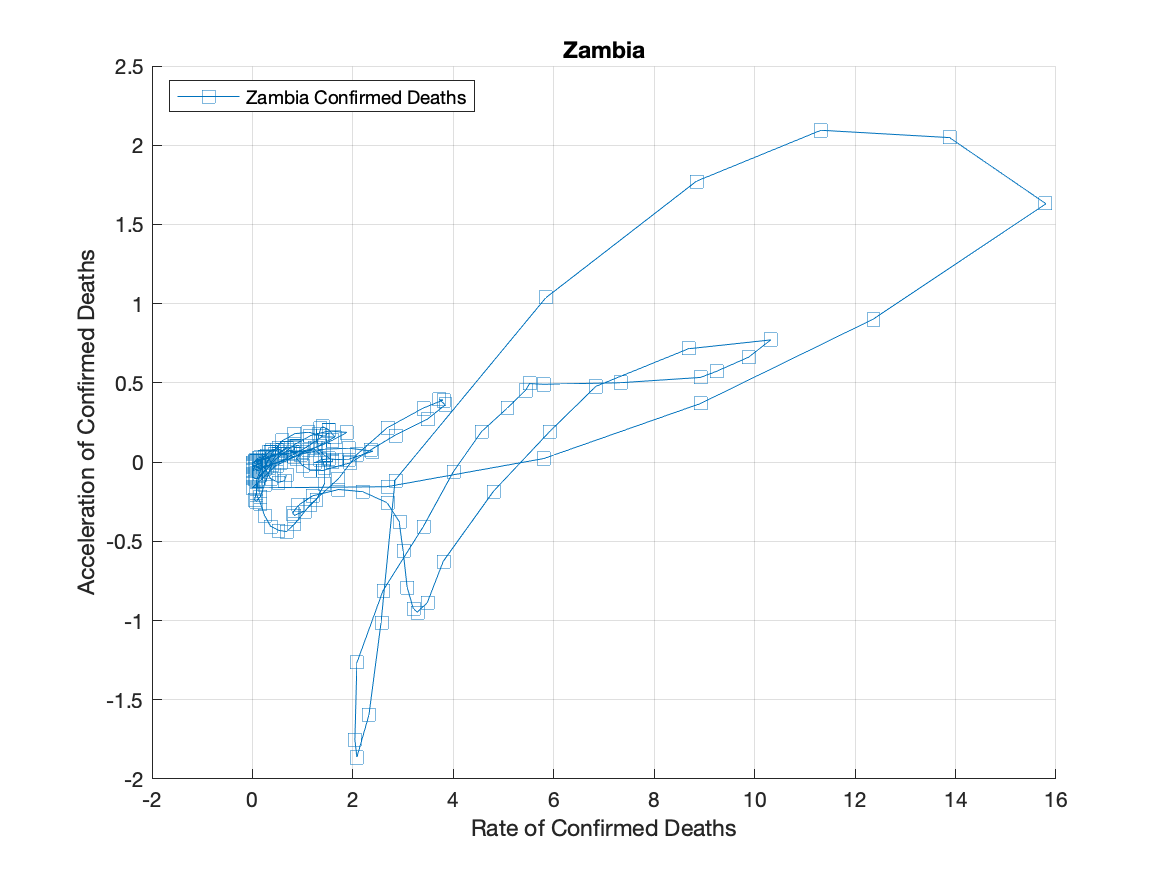 Zambia
Zambia Confirmed Deaths
2.5
2
1.5
1
0.5
0
-0.5
-1
-1.5
-2
Acceleration of Confirmed Deaths
-2 0 2 4 6 8 10 12 14 16
Rate of Confirmed Deaths